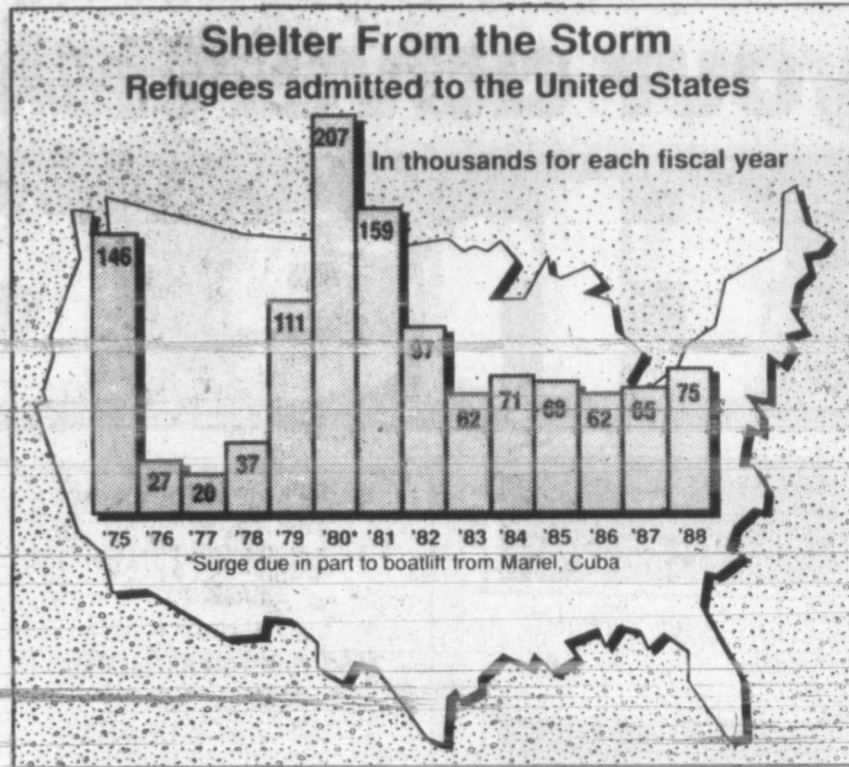 Shelter From the Storm
Refugees admitted to the United States
In thousands for each fiscal year
146 27 20 37 111 207 159 97 62 71 69 62 65 75
'75 '76 '77 '78 '79 '80* '81 '82 '83 '84 '85 '86 '87 '88
*Surge due in part to boatlift from Mariel, Cuba